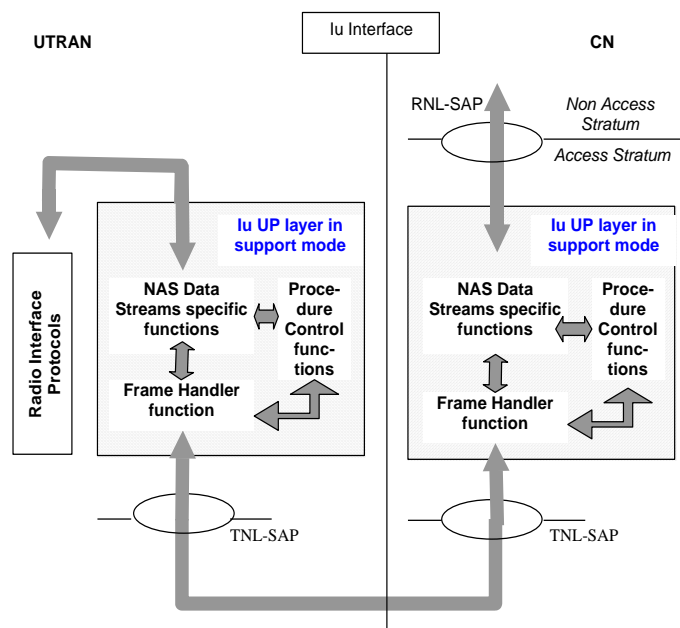 Iu Interface
UTRAN
CN
RNL-SAP
Non Access
Stratum
Access Stratum
Iu UP layer in
support mode
NAS Data
Streams specific
functions
Proce-
dure
Control
func-
tions
Frame Handler
function
Radio Interface
Protocols
TNL-SAP
Iu UP layer in
support mode
NAS Data
Streams specific
functions
Proce-
dure
Control
func-
tions
Frame Handler
function
TNL-SAP